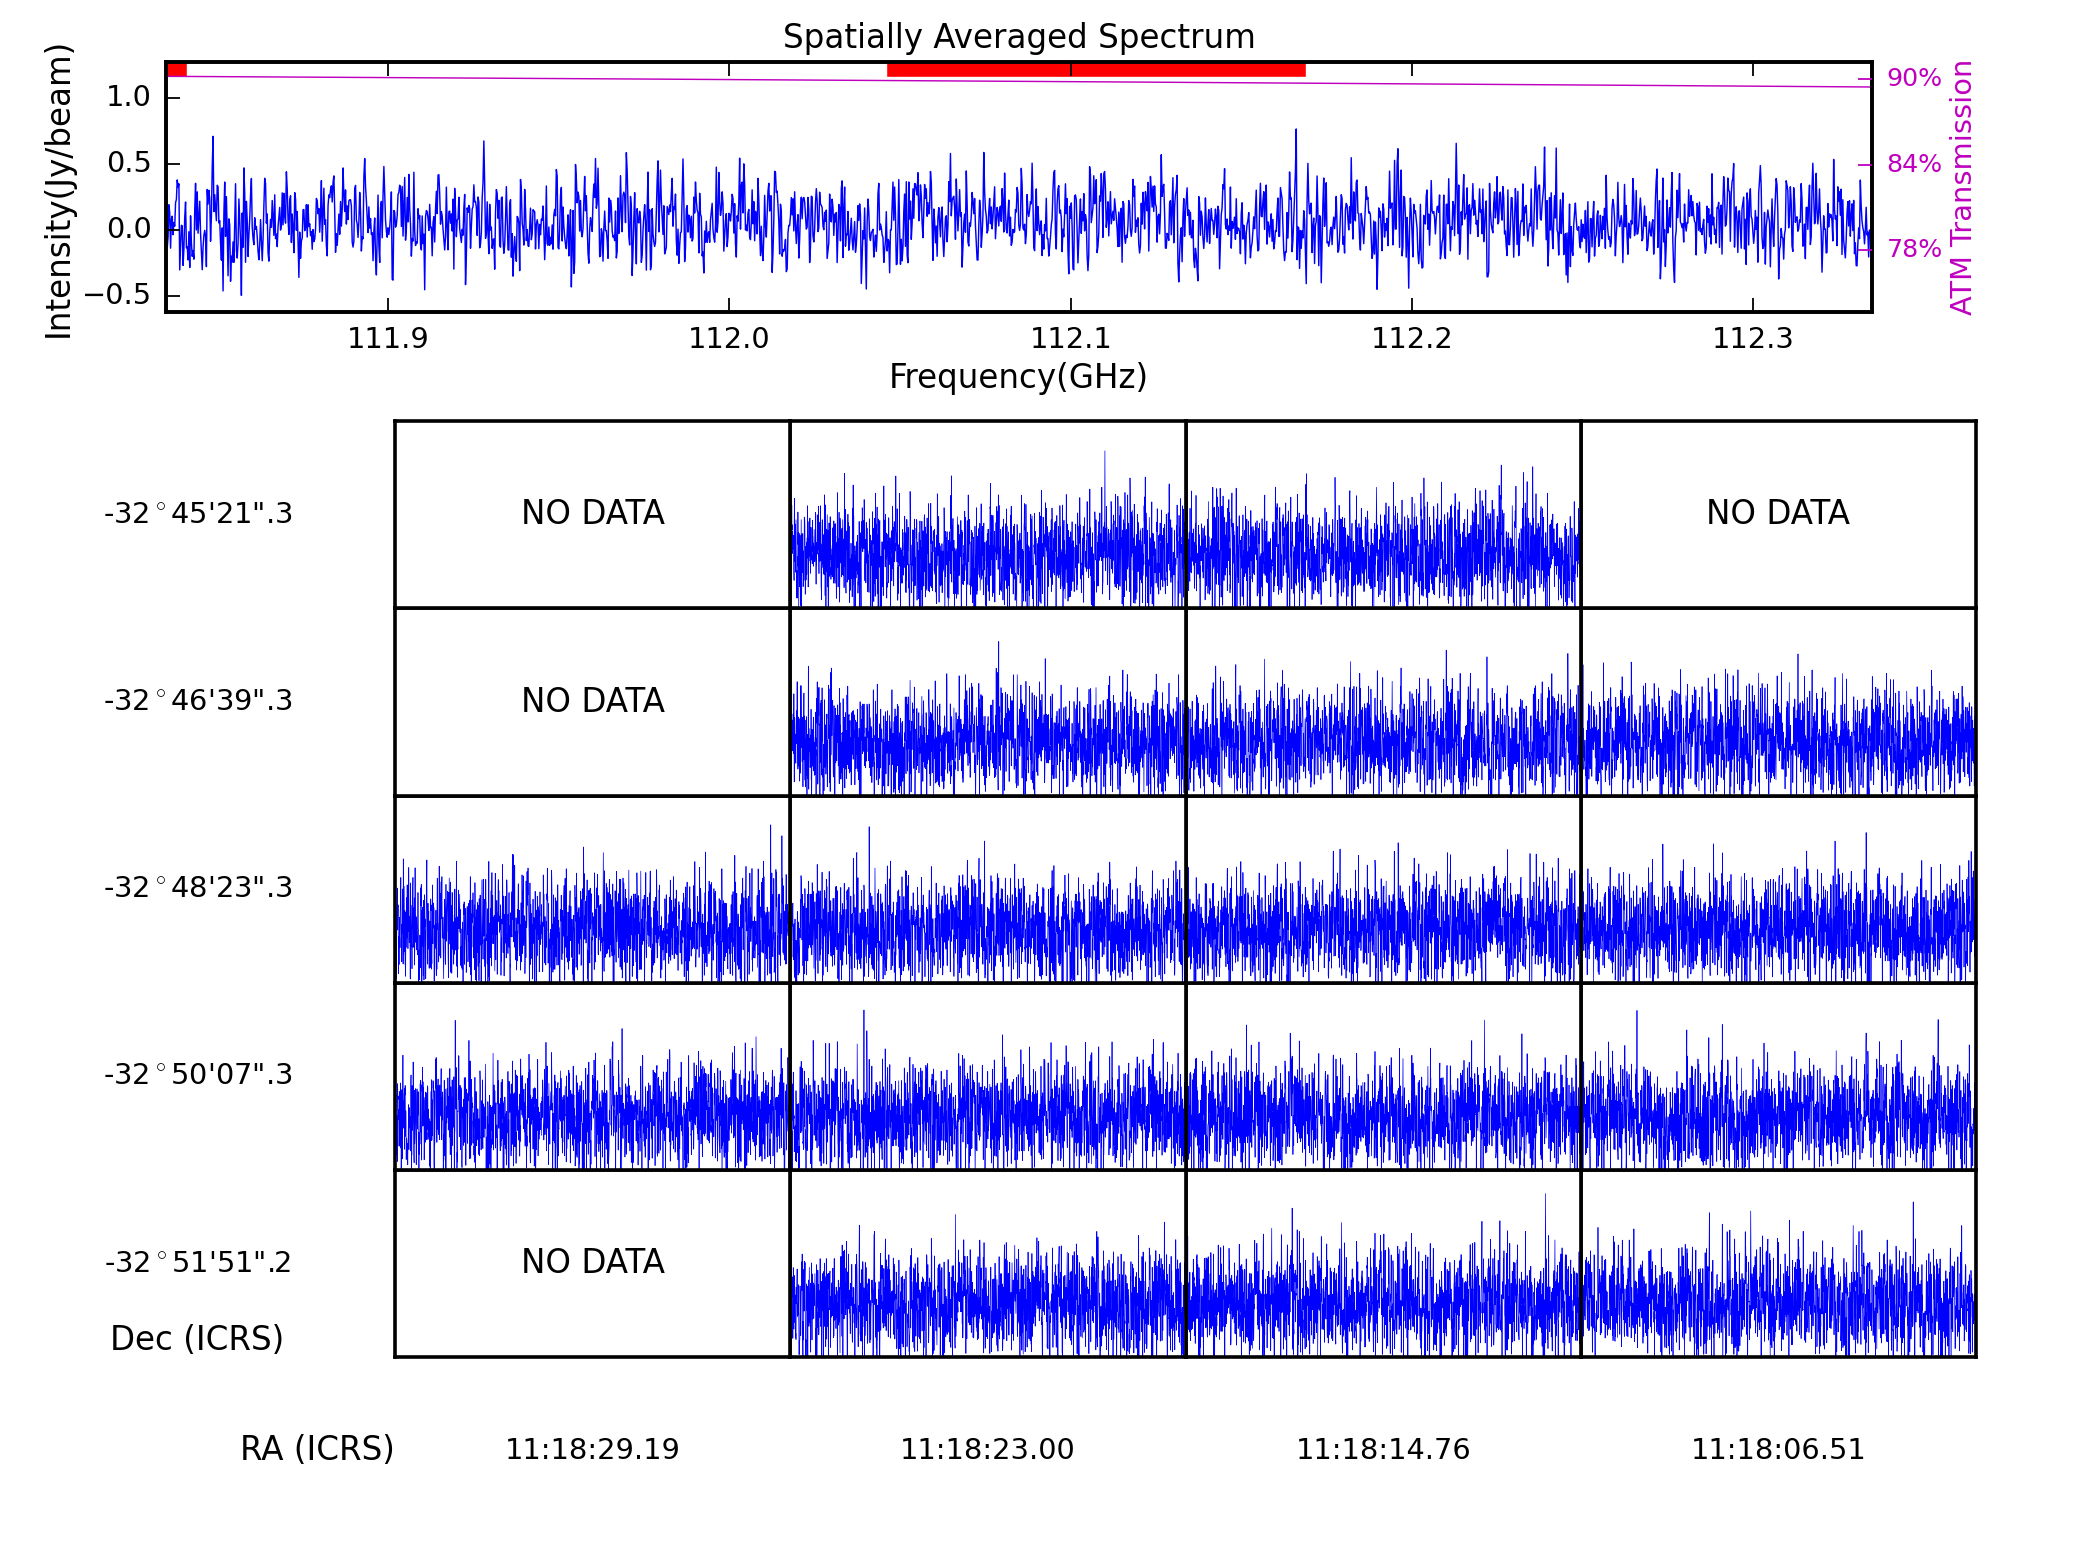 Spatially Averaged Spectrum
Intensity(Jy/beam)
1.0
0.5
0.0
−0.5
90%
84%
78%
ATM Transmission
111.9 112.0 112.1 112.2 112.3
Frequency(GHz)
-32°45'21".3 NO DATA NO DATA
-32°46'39".3 NO DATA
-32°48'23".3
-32°50'07".3
-32°51'51".2 NO DATA
Dec (ICRS)
RA (ICRS) 11:18:29.19 11:18:23.00 11:18:14.76 11:18:06.51